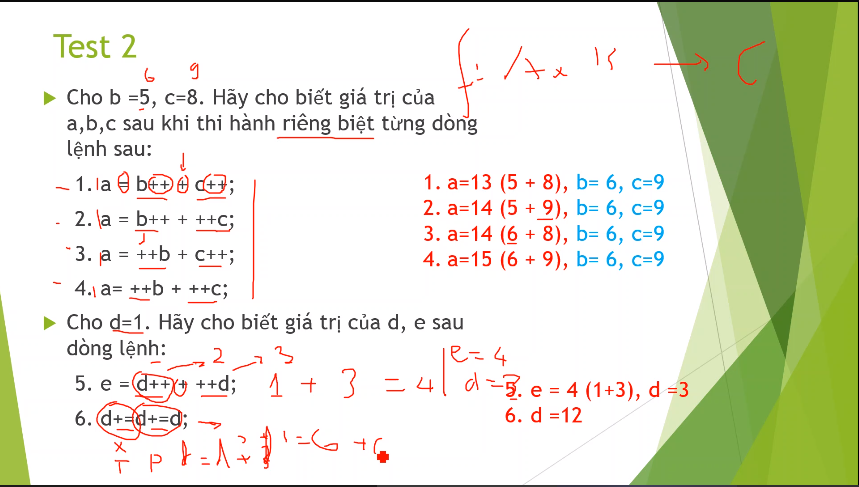 Test 2
6 9
Cho b =5, c=8. Hãy cho biết giá trị của
a,b,c sau khi thi hành riêng biệt từng dòng
lệnh sau:
1. a = b++ + c++;
2. a = b++ + ++c;
3. a = ++b + c++;
4. a= ++b + ++c;
1. a=13 (5 + 8), b= 6, c=9
2. a=14 (5 + 9), b= 6, c=9
3. a=14 (6 + 8), b= 6, c=9
4. a=15 (6 + 9), b= 6, c=9
Cho d=1. Hãy cho biết giá trị của d, e sau
dòng lệnh:
2 3
5. e = d++ + ++d; 1 + 3 = 4
e = 4
d = 3
6. d+=d+=d;
5. e = 4 (1+3), d =3
6. d =12